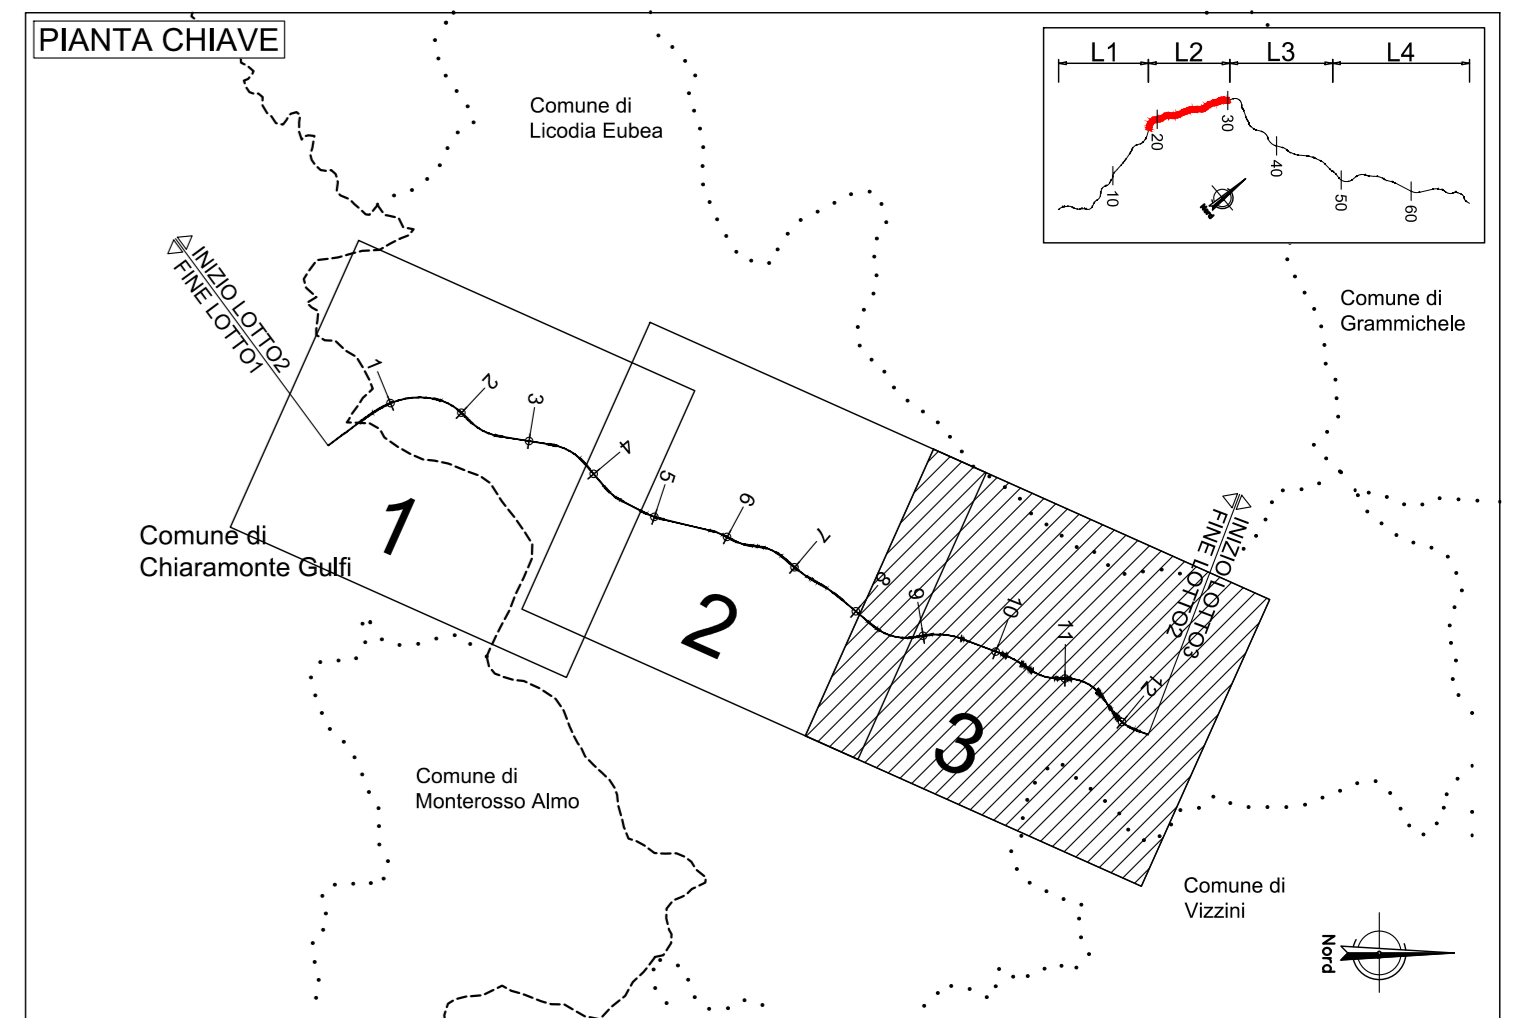 PIANTA CHIAVE
L1
L2
L3
L4
10
20
30
40
50
60
Nord
Comune di
Licodia Eubea
Comune di
Grammichele
INIZIO LOTTO2
FINE LOTTO1
1
2
3
4
5
6
7
8
9
10
11
12
INIZIO LOTTO3
FINE LOTTO2
1
2
3
Comune di
Chiaramonte Gulfi
Comune di
Monterosso Almo
Comune di
Vizzini
Nord